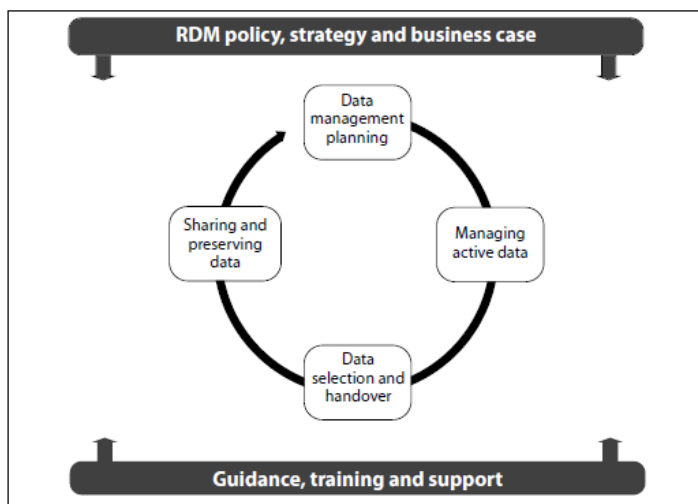 RDM policy, strategy and business case
Data
management
planning
Sharing and
preserving
data
Managing
active data
Data
selection and
handover
Guidance, training and support